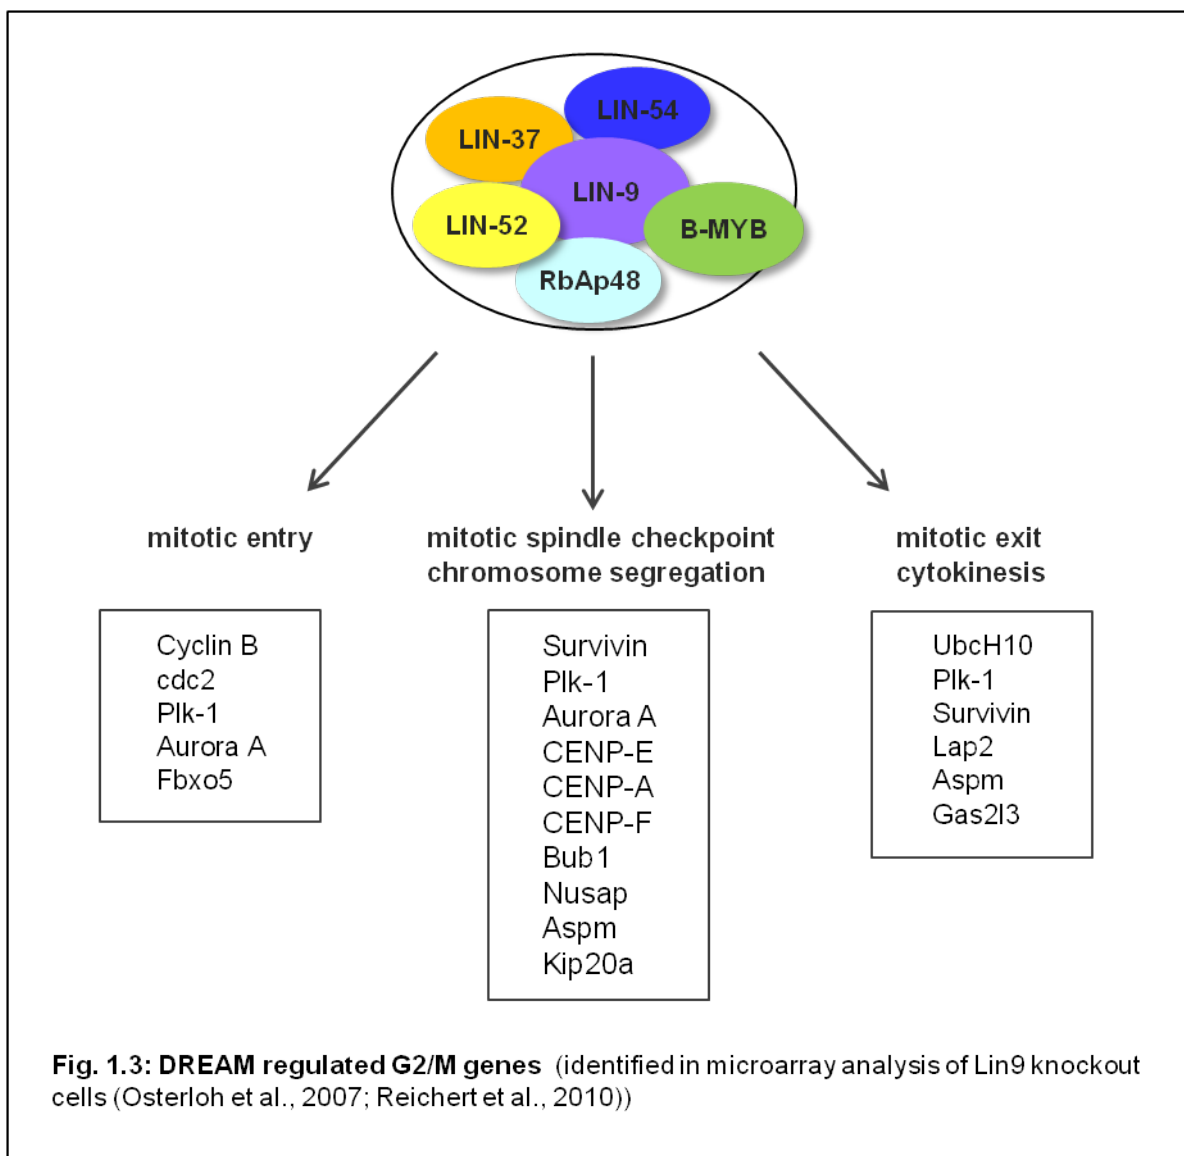 LIN-54
LIN-37
LIN-9
LIN-52
B-MYB
RbAp48
mitotic entry
mitotic spindle checkpoint
chromosome segregation
mitotic exit
cytokinesis
Cyclin B
cdc2
Plk-1
Aurora A
Fbxo5
Survivin
Plk-1
Aurora A
CENP-E
CENP-A
CENP-F
Bub1
Nusap
Aspm
Kip20a
UbcH10
Plk-1
Survivin
Lap2
Aspm
Gas2l3
Fig. 1.3: DREAM regulated G2/M genes (identified in microarray analysis of Lin9 knockout
cells (Osterloh et al., 2007; Reichert et al., 2010))